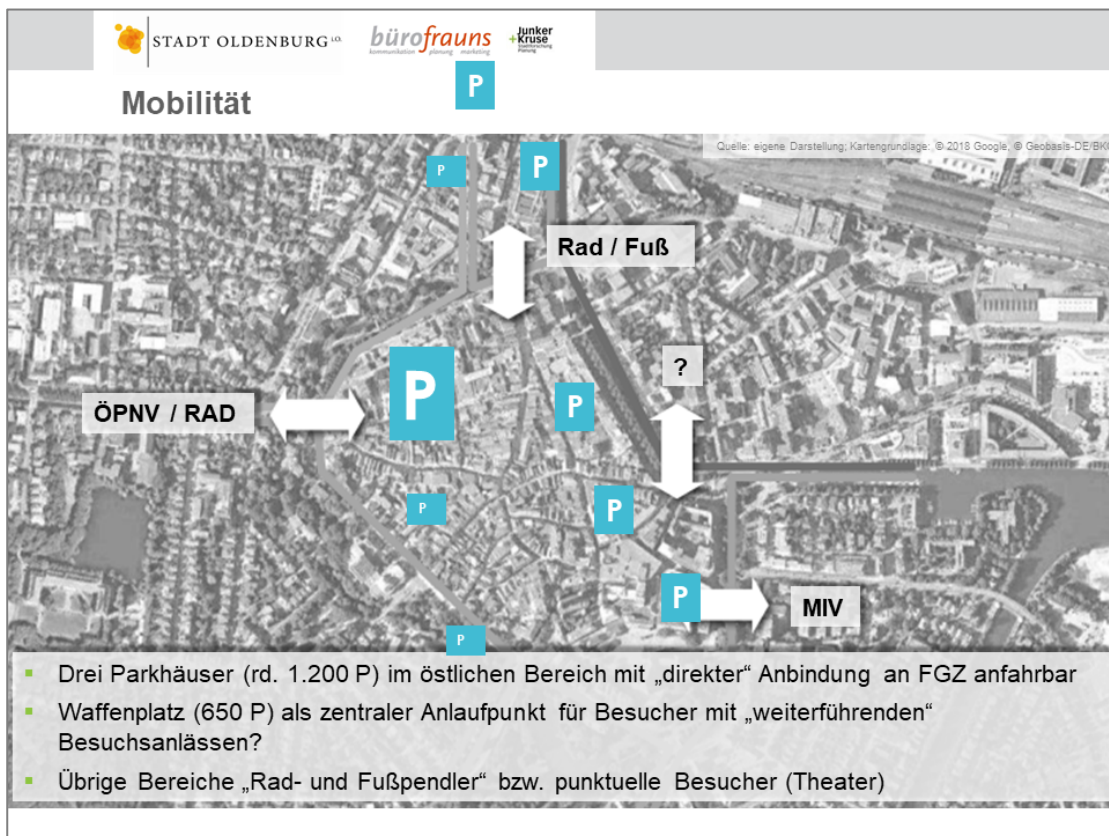 STADT OLDENBURG i.O.
bürofrauns
kommunikation planung marketing
+Junker
Kruse
Stadtforschung
Planung
P
Mobilität
Quelle: eigene Darstellung; Kartengrundlage: © 2018 Google, © Geobasis-DE/BKG
P
P
Rad / Fuß
?
P
ÖPNV / RAD
P
P
P
P
MIV
P
▪ Drei Parkhäuser (rd. 1.200 P) im östlichen Bereich mit „direkter“ Anbindung an FGZ anfahrbar
▪ Waffenplatz (650 P) als zentraler Anlaufpunkt für Besucher mit „weiterführenden“
Besuchsanlässen?
▪ Übrige Bereiche „Rad- und Fußpendler“ bzw. punktuelle Besucher (Theater)